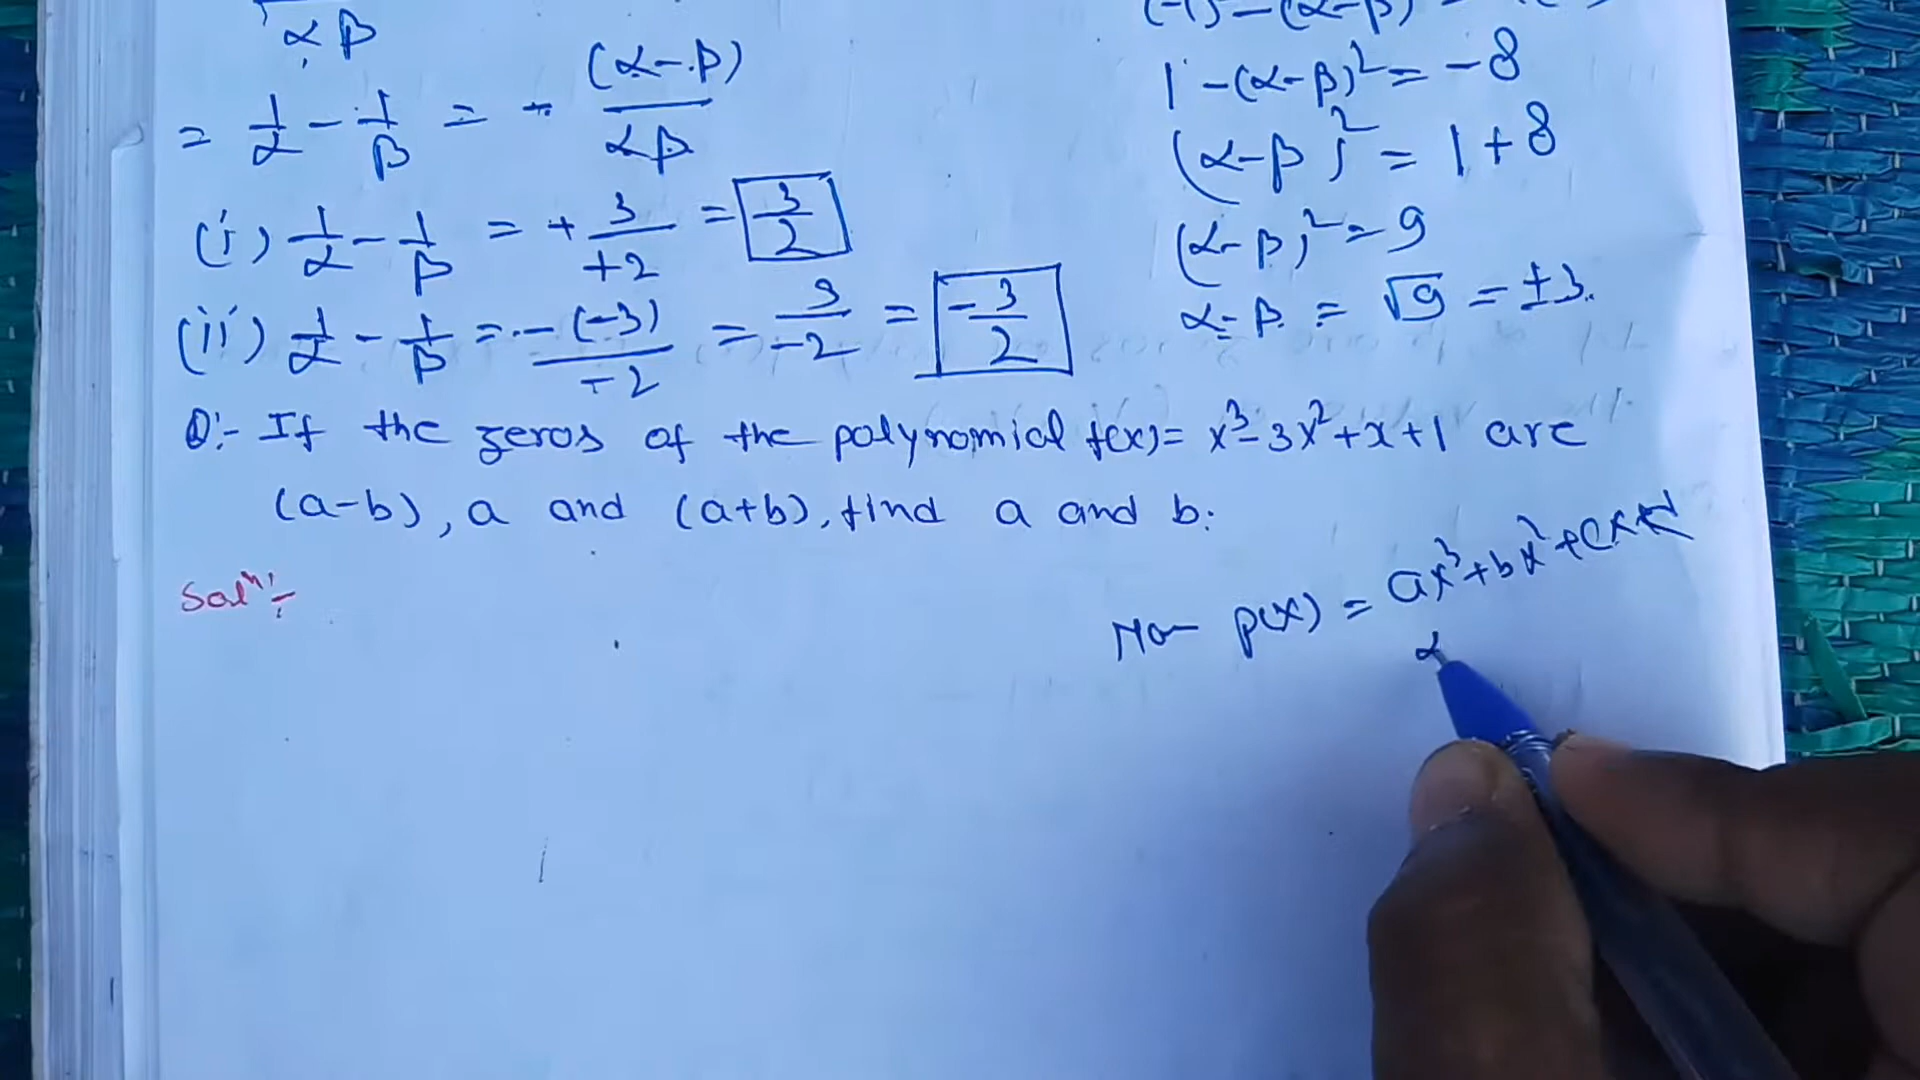 αβ
= 1/α - 1/β = - (α-β)/αβ
(i) 1/α - 1/β = + 3/+2 = 3/2
(ii) 1/α - 1/β = -(-3)/-2 = 3/-2 = -3/2
1 - (α-β)² = -8
(α-β)² = 1+8
(α-β)² = 9
α-β = √9 = ±3.
Q:- If the zeros of the polynomial f(x) = x³-3x²+x+1 are
(a-b), a and (a+b), find a and b.
Solⁿ:-
p(x) = ax³+bx²+cx+d
α